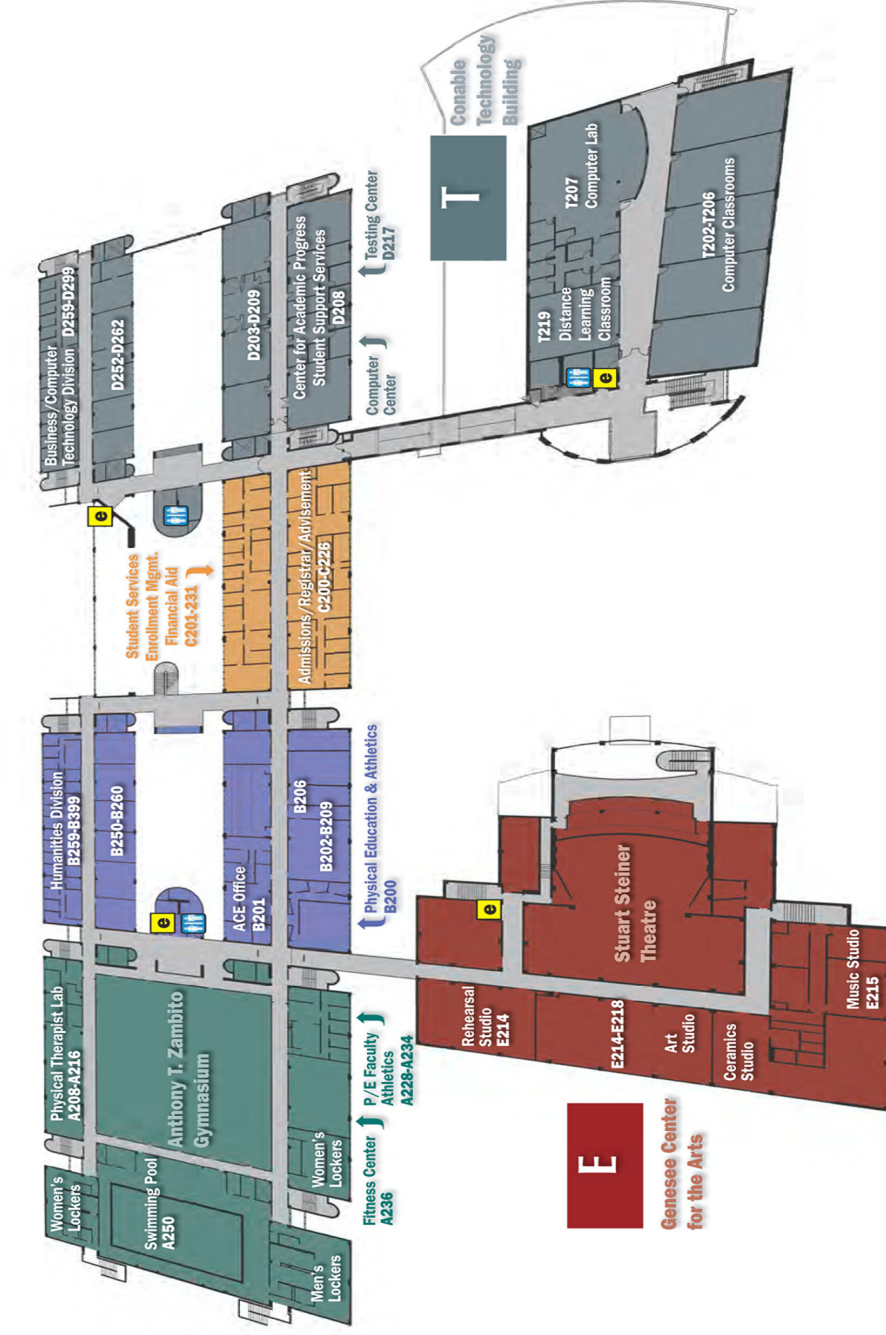 Women's
Lockers
Swimming Pool
A250
Men's
Lockers
Physical Therapist Lab
A208-A216
Anthony T. Zambito
Gymnasium
Women's
Lockers
Fitness Center
A236
P/E Faculty
Athletics
A228-A234
Humanities Division
B259-B399
B250-B260
e
ACE Office
B201
B206
B202-B209
Physical Education & Athletics
B200
Student Services
Enrollment Mgmt.
Financial Aid
C201-231
Admissions/Registrar/Advisement
C200-C226
e
Business/Computer
Technology Division D259-D299
D252-D262
D203-D209
Center for Academic Progress
Student Support Services
D208
Computer
Center
Testing Center
D217
E
Genesee Center
for the Arts
Rehearsal
Studio
E214
E214-E218
Art
Studio
Ceramics
Studio
e
Stuart Steiner
Theatre
Music Studio
E215
T
Conable
Technology
Building
T219
Distance
Learning
Classroom
T207
Computer Lab
e
T202-T206
Computer Classrooms